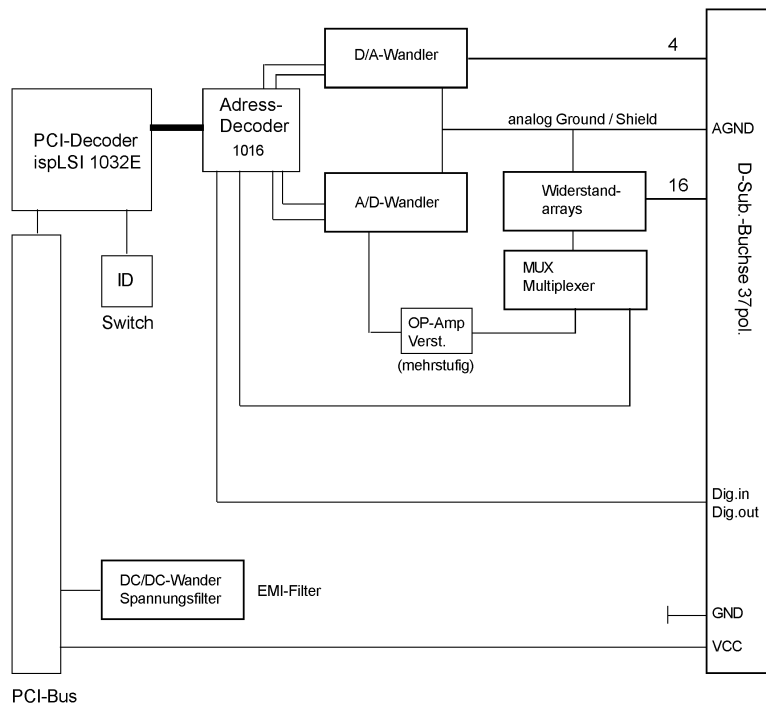 D/A-Wandler
4
PCI-Decoder
ispLSI 1032E
Adress-
Decoder
1016
analog Ground / Shield
AGND
A/D-Wandler
Widerstand-
arrays
16
D-Sub.-Buchse 37pol.
ID
Switch
MUX
Multiplexer
OP-Amp
Verst.
(mehrstufig)
Dig.in
Dig.out
DC/DC-Wander
Spannungsfilter
EMI-Filter
GND
VCC
PCI-Bus